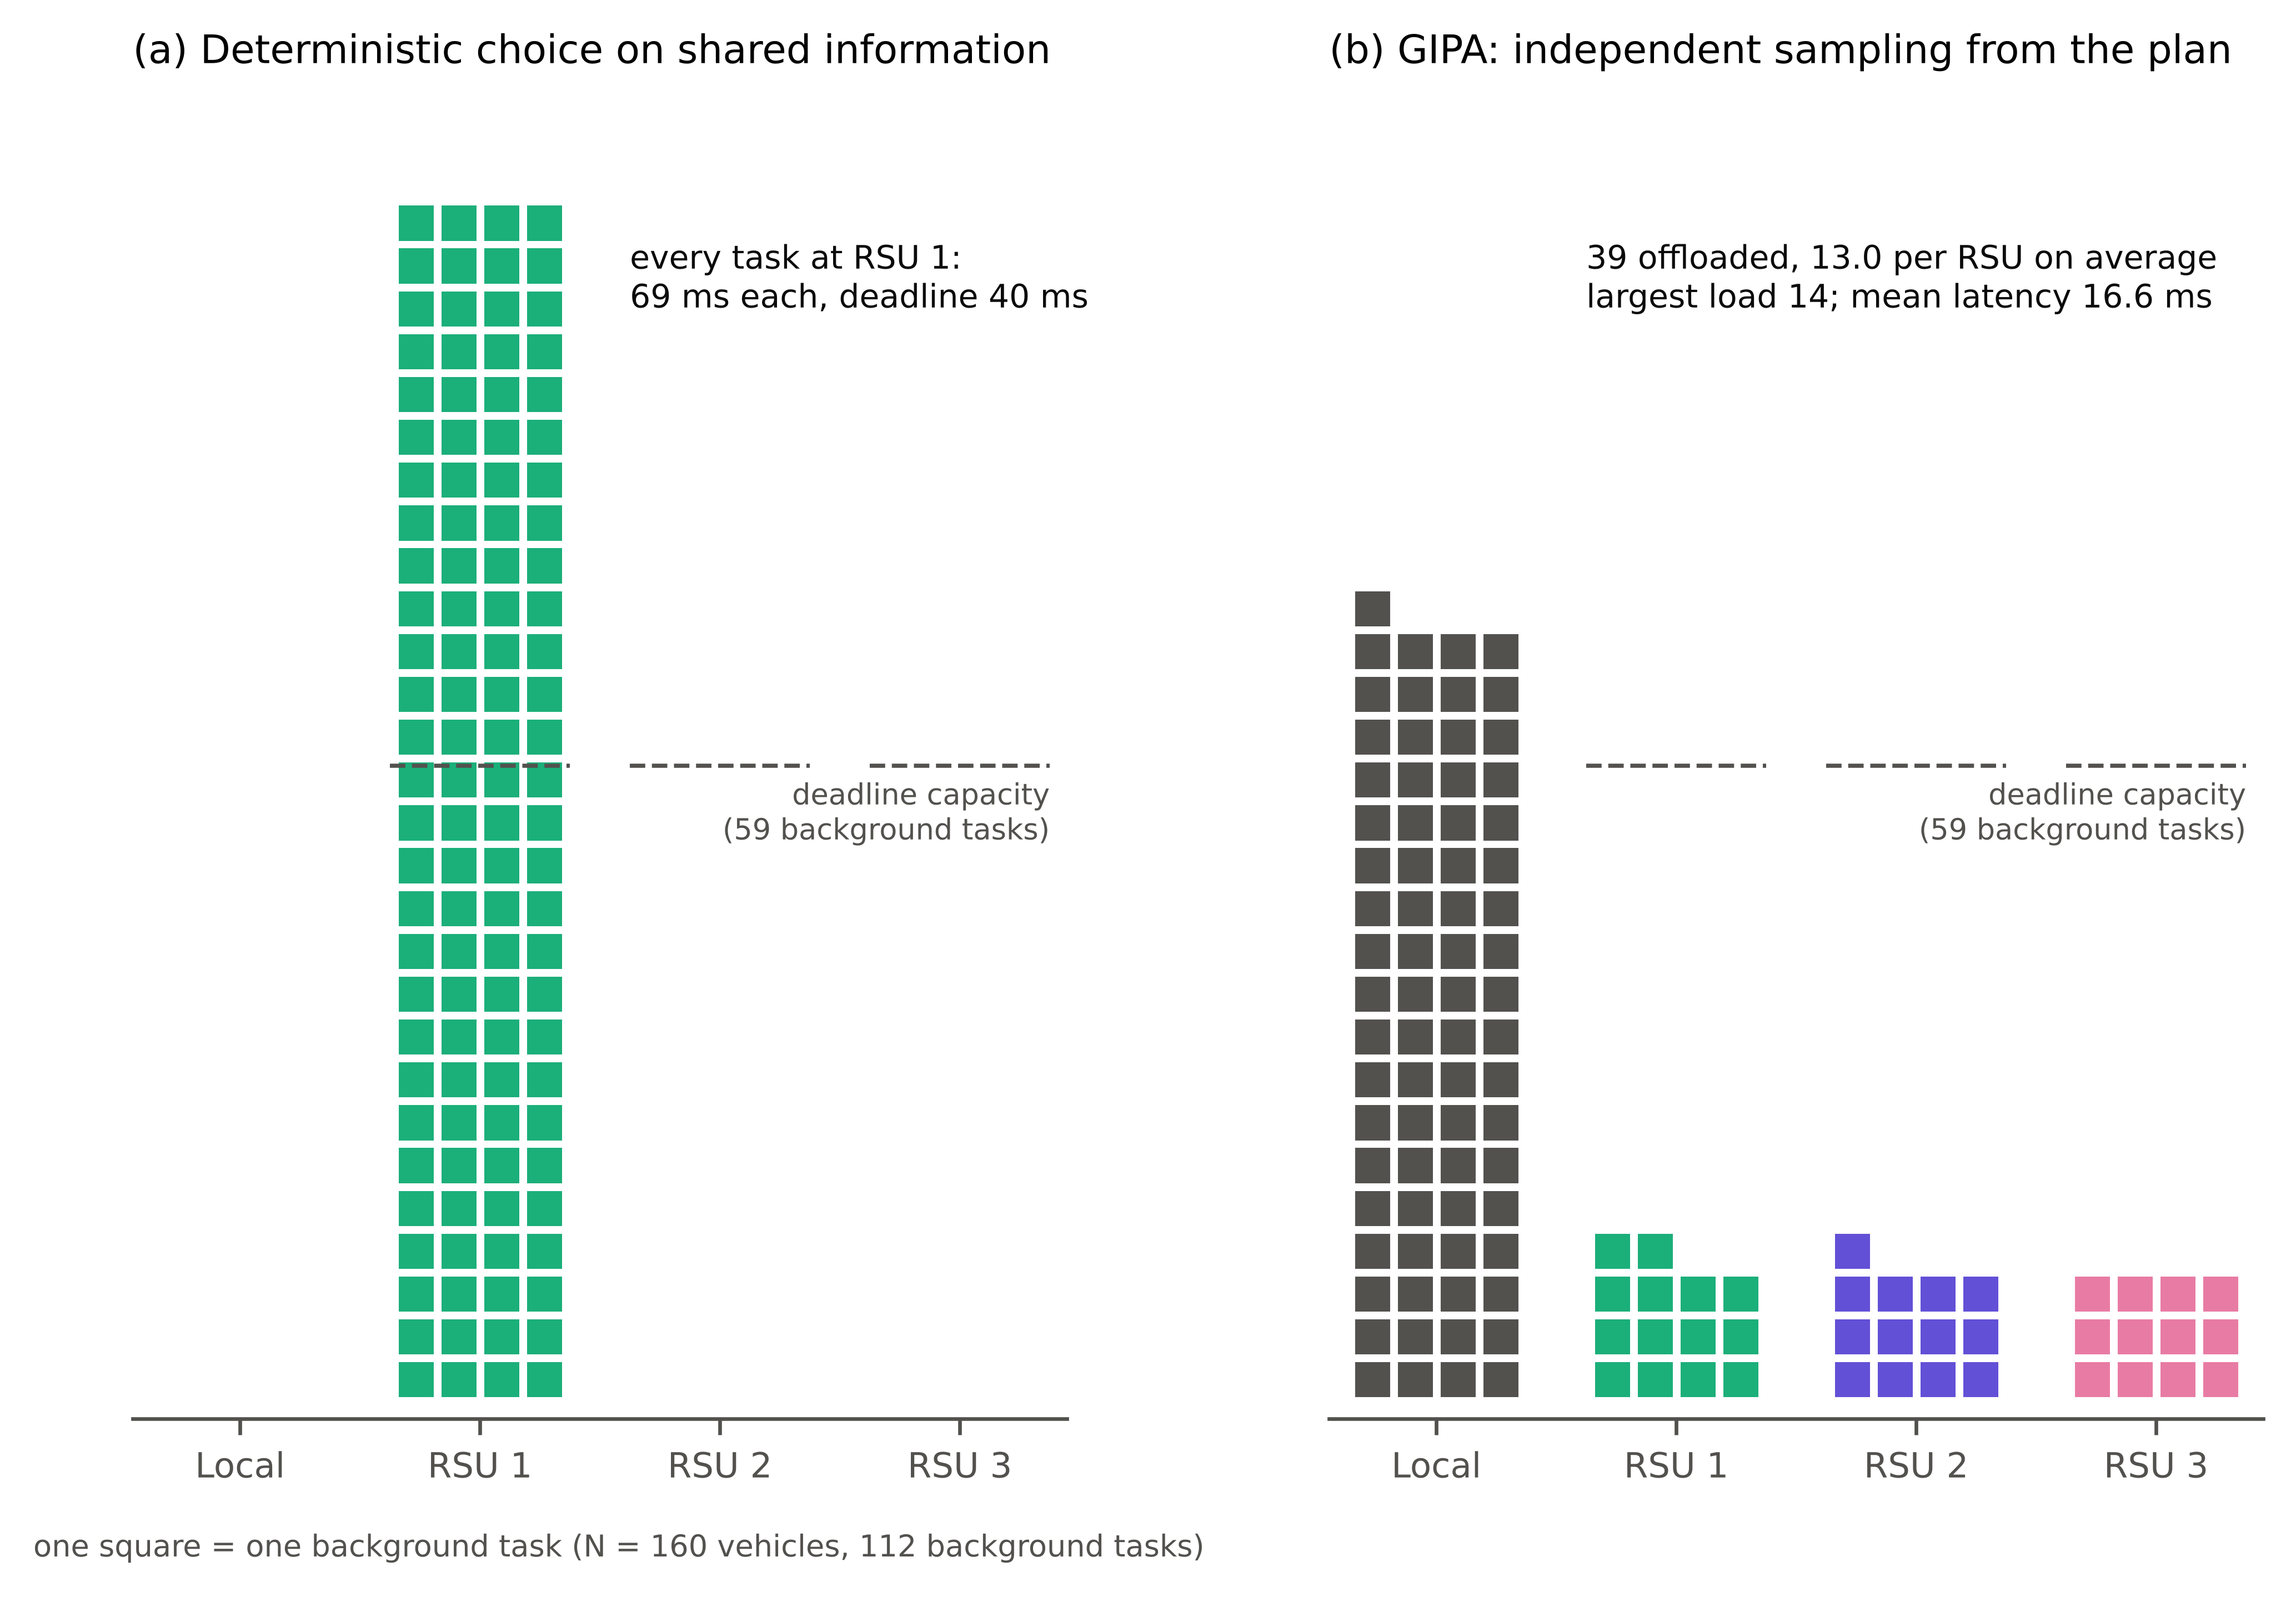 (a) Deterministic choice on shared information
every task at RSU 1:
69 ms each, deadline 40 ms
deadline capacity
(59 background tasks)
Local
RSU 1
RSU 2
RSU 3
(b) GIPA: independent sampling from the plan
39 offloaded, 13.0 per RSU on average
largest load 14; mean latency 16.6 ms
deadline capacity
(59 background tasks)
Local
RSU 1
RSU 2
RSU 3
one square = one background task (N = 160 vehicles, 112 background tasks)